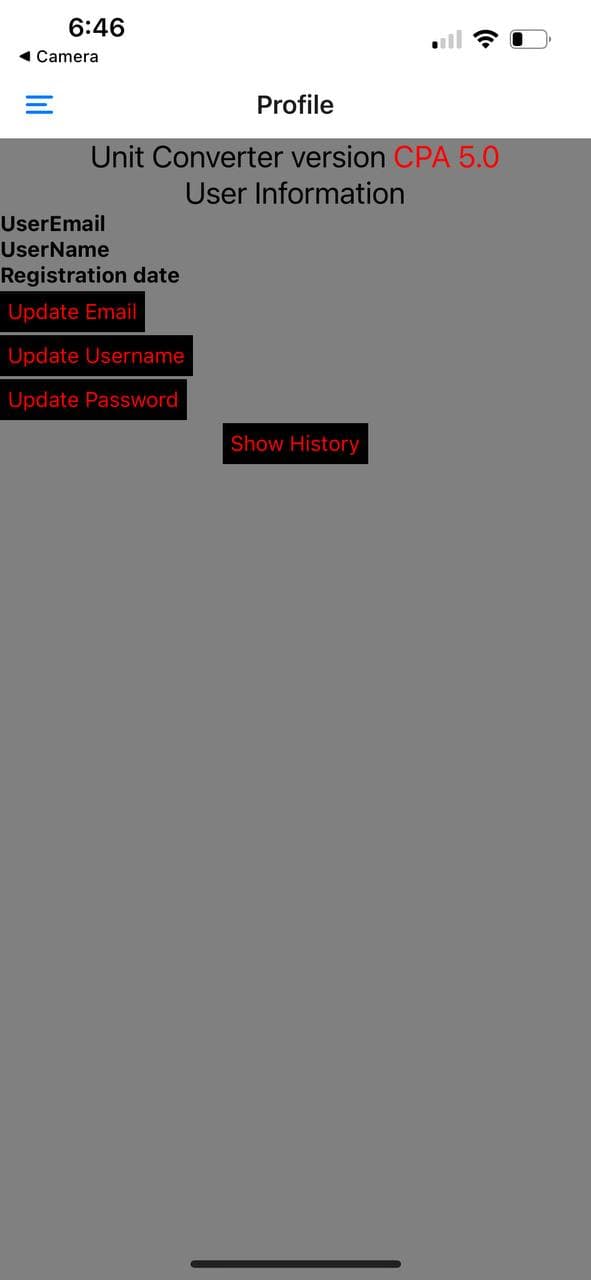 6:46
◀ Camera
Profile
Unit Converter version CPA 5.0
User Information
UserEmail
UserName
Registration date
Update Email
Update Username
Update Password
Show History